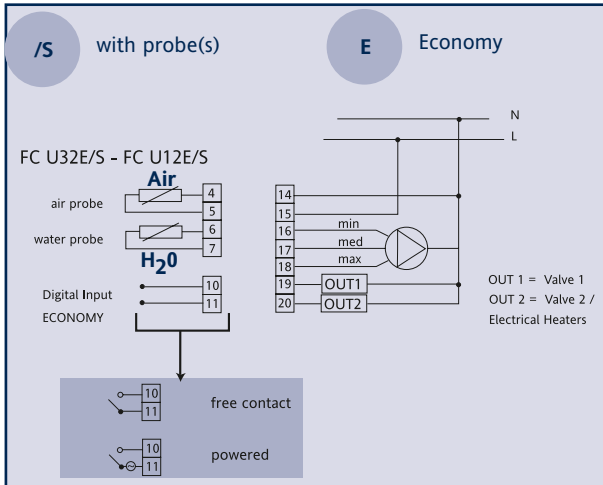 /S with probe(s)
E Economy
N
L
FC U32E/S - FC U12E/S
Air
air probe
4
5
water probe
6
7
H20
Digital Input
ECONOMY
10
11
14
15
16 min
17 med
18 max
19 OUT1
20 OUT2
OUT 1 = Valve 1
OUT 2 = Valve 2 /
Electrical Heaters
10
11
free contact
10
11
powered